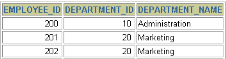 EMPLOYEE_ID DEPARTMENT_ID DEPARTMENT_NAME
200 10 Administration
201 20 Marketing
202 20 Marketing